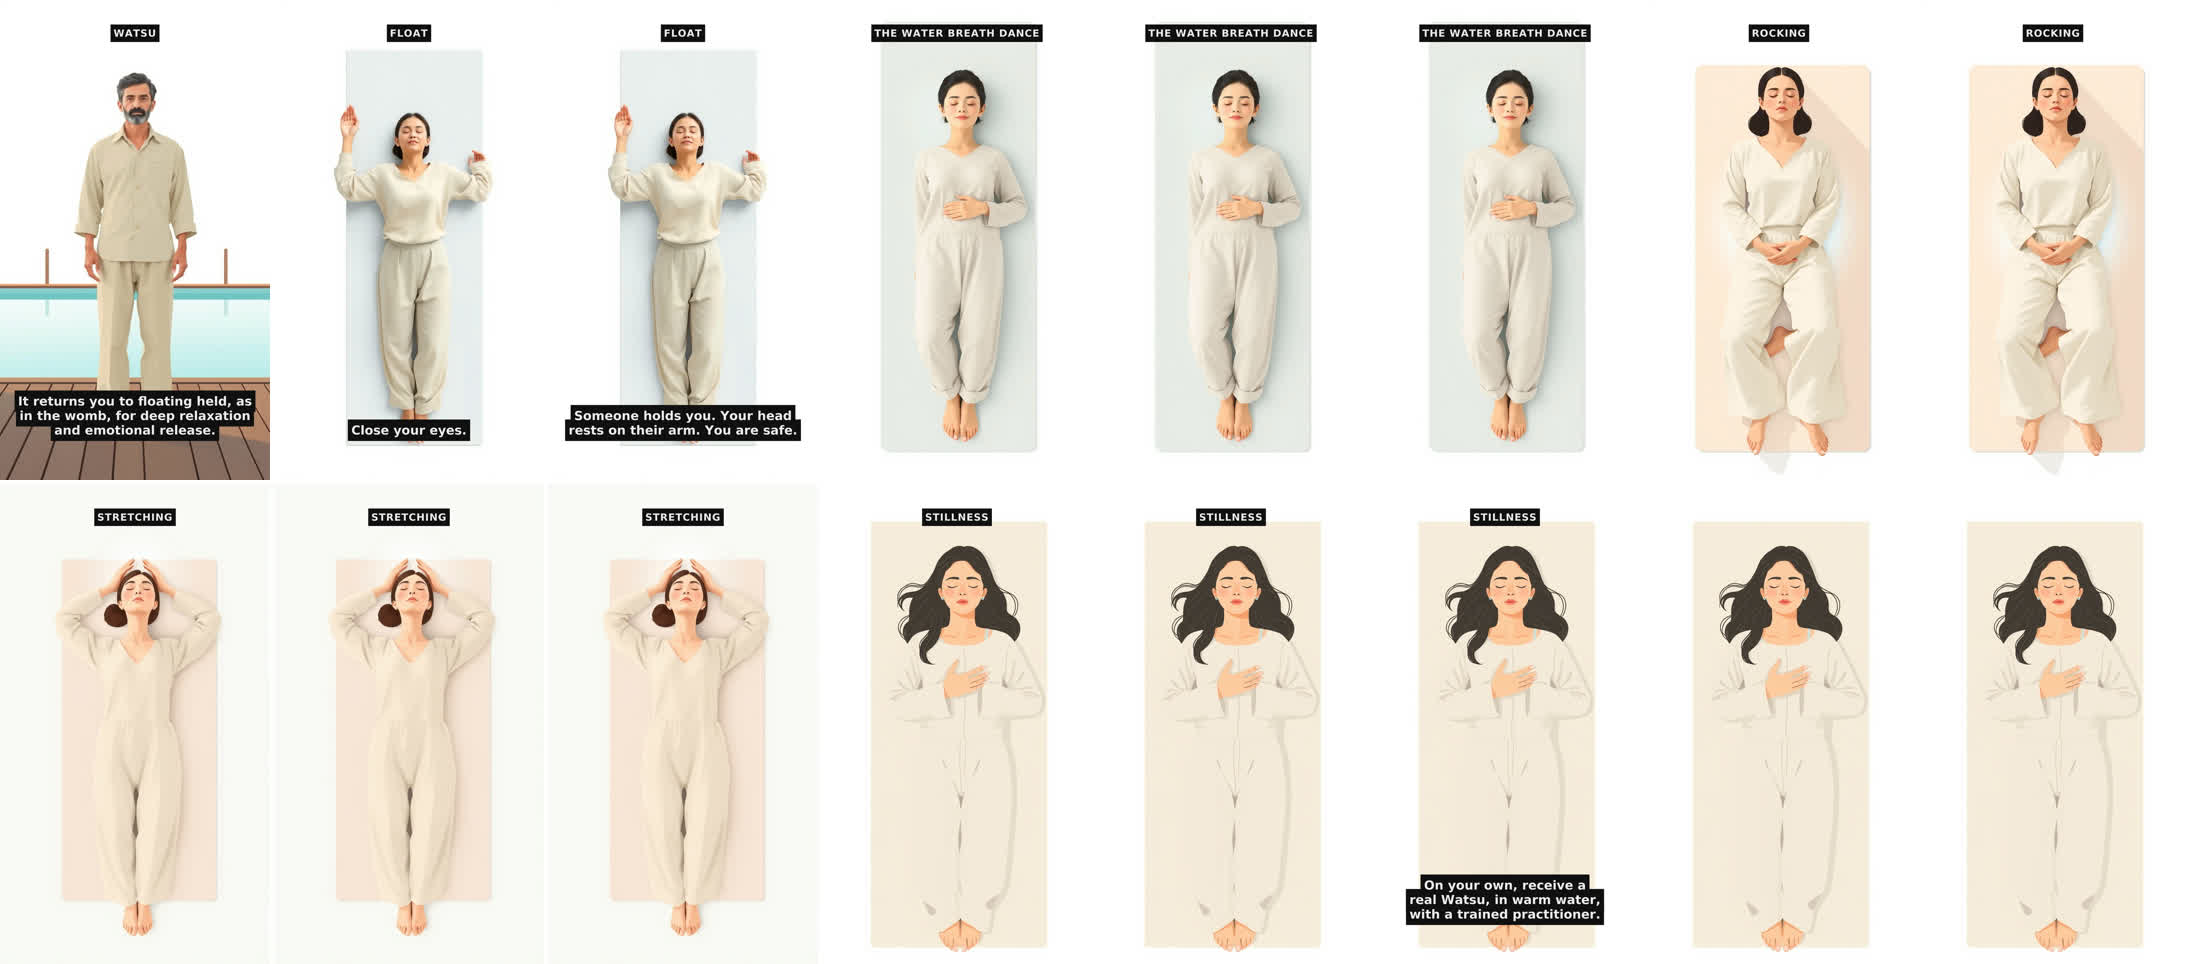 WATSU
It returns you to floating held, as
in the womb, for deep relaxation
and emotional release.
FLOAT
Close your eyes.
FLOAT
Someone holds you. Your head
rests on their arm. You are safe.
THE WATER BREATH DANCE
THE WATER BREATH DANCE
THE WATER BREATH DANCE
ROCKING
ROCKING
STRETCHING
STRETCHING
STRETCHING
STILLNESS
STILLNESS
STILLNESS
On your own, receive a
real Watsu, in warm water,
with a trained practitioner.